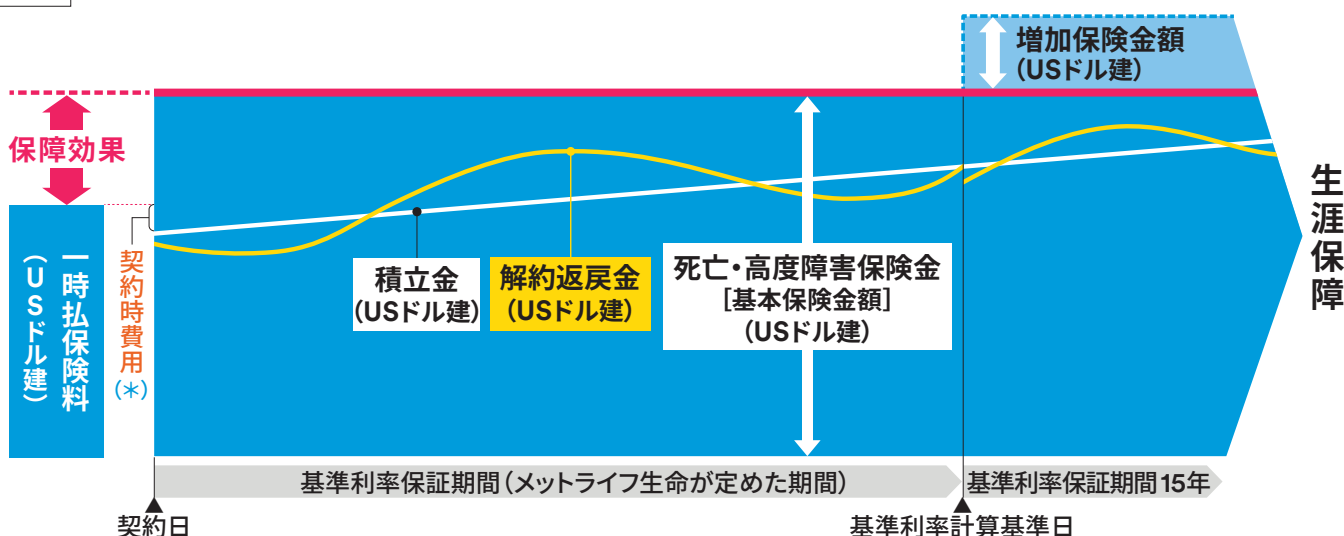 増加保険金額
(USドル建)
保障効果
一時払保険料
(USドル建)
契約時費用
(＊)
積立金
(USドル建)
解約返戻金
(USドル建)
死亡・高度障害保険金
[基本保険金額]
(USドル建)
生涯保障
基準利率保証期間(メットライフ生命が定めた期間)
基準利率保証期間15年
契約日
基準利率計算基準日